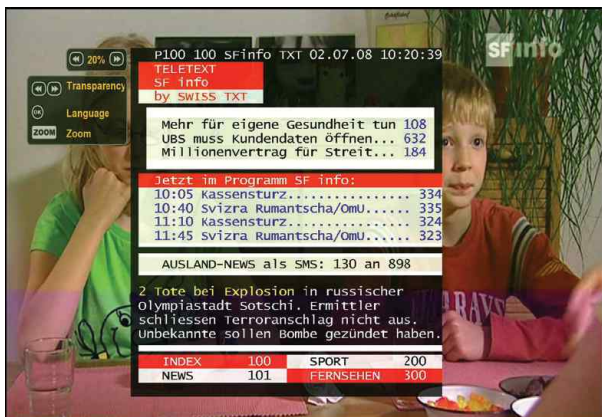 SF info
20%
Transparency
OK Language
ZOOM Zoom
P100 100 SFinfo TXT 02.07.08 10:20:39
TELETEXT
SF info
by SWISS TXT
Mehr für eigene Gesundheit tun 108
UBS muss Kundendaten öffnen... 632
Millionenvertrag für Streit... 184
Jetzt im Programm SF info:
10:05 Kassensturz................ 334
10:40 Svizra Rumantscha/OmU...... 335
11:10 Kassensturz................ 324
11:45 Svizra Rumantscha/OmU...... 323
AUSLAND-NEWS als SMS: 130 an 898
2 Tote bei Explosion in russischer
Olympiastadt Sotschi. Ermittler
schliessen Terroranschlag nicht aus.
Unbekannte sollen Bombe gezündet haben.
INDEX 100 SPORT 200
NEWS 101 FERNSEHEN 300